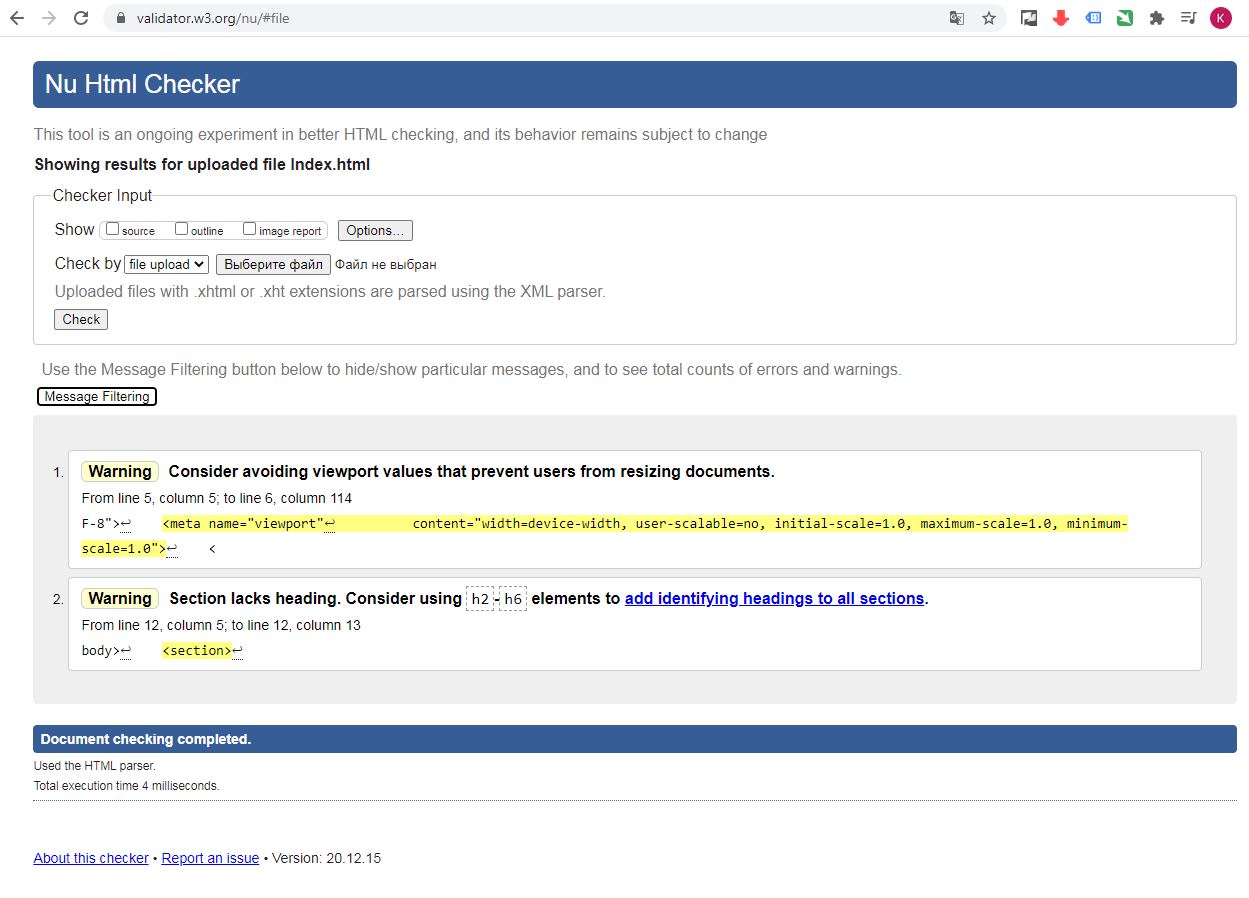 validator.w3.org/nu/#file
K
Nu Html Checker
This tool is an ongoing experiment in better HTML checking, and its behavior remains subject to change
Showing results for uploaded file Index.html
Checker Input
Show source outline image report Options...
Check by file upload Выберите файл Файл не выбран
Uploaded files with .xhtml or .xht extensions are parsed using the XML parser.
Check
Use the Message Filtering button below to hide/show particular messages, and to see total counts of errors and warnings.
Message Filtering
1. Warning Consider avoiding viewport values that prevent users from resizing documents.
From line 5, column 5; to line 6, column 114
F-8">↩ <meta name="viewport"↩ content="width=device-width, user-scalable=no, initial-scale=1.0, maximum-scale=1.0, minimum-
scale=1.0">↩ <
2. Warning Section lacks heading. Consider using h2-h6 elements to add identifying headings to all sections.
From line 12, column 5; to line 12, column 13
body>↩ <section>↩
Document checking completed.
Used the HTML parser.
Total execution time 4 milliseconds.
About this checker • Report an issue • Version: 20.12.15